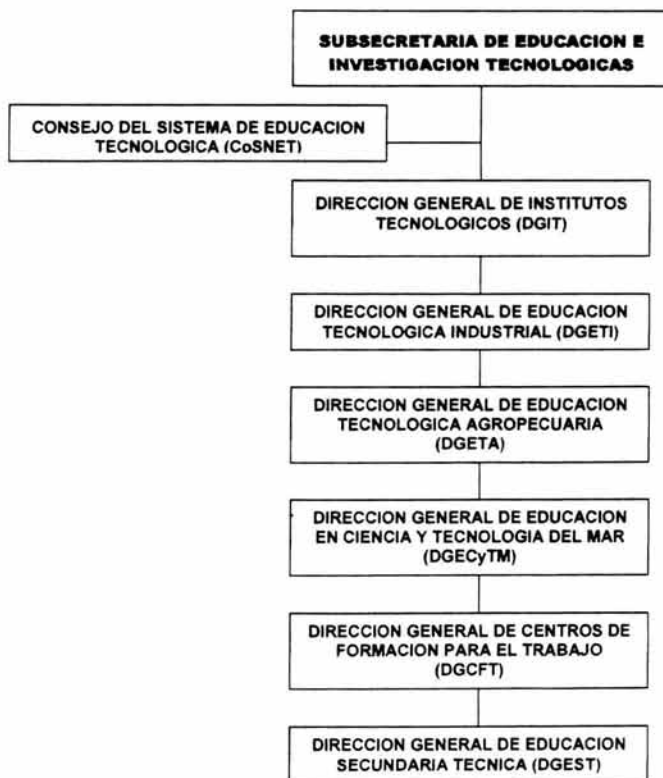 SUBSECRETARIA DE EDUCACION E
INVESTIGACION TECNOLOGICAS
CONSEJO DEL SISTEMA DE EDUCACION
TECNOLOGICA (CoSNET)
DIRECCION GENERAL DE INSTITUTOS
TECNOLOGICOS (DGIT)
DIRECCION GENERAL DE EDUCACION
TECNOLOGICA INDUSTRIAL (DGETI)
DIRECCION GENERAL DE EDUCACION
TECNOLOGICA AGROPECUARIA
(DGETA)
DIRECCION GENERAL DE EDUCACION
EN CIENCIA Y TECNOLOGIA DEL MAR
(DGECyTM)
DIRECCION GENERAL DE CENTROS DE
FORMACION PARA EL TRABAJO
(DGCFT)
DIRECCION GENERAL DE EDUCACION
SECUNDARIA TECNICA (DGEST)